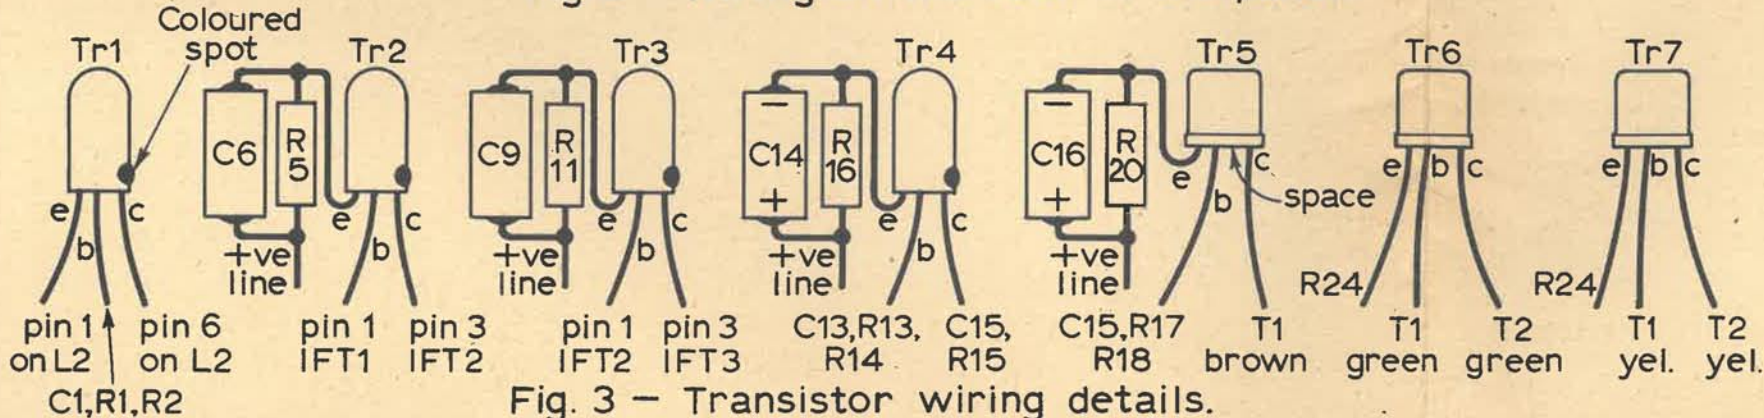 Coloured
spot
Tr1
e
b
c
pin 1
on L2
pin 6
on L2
C1,R1,R2
C6
R
5
+ve
line
Tr2
e
b
c
pin 1
IFT1
pin 3
IFT2
C9
R
11
+ve
line
Tr3
e
b
c
pin 1
IFT2
pin 3
IFT3
−
C14
+
R
16
+ve
line
Tr4
e
b
c
C13,R13,
R14
C15,
R15
−
C16
+
R
20
+ve
line
Tr5
e
b
c
space
C15,R17
R18
T1
brown
Tr6
e
b
c
R24
T1
green
T2
green
Tr7
e
b
c
R24
T1
yel.
T2
yel.
Fig. 3 — Transistor wiring details.